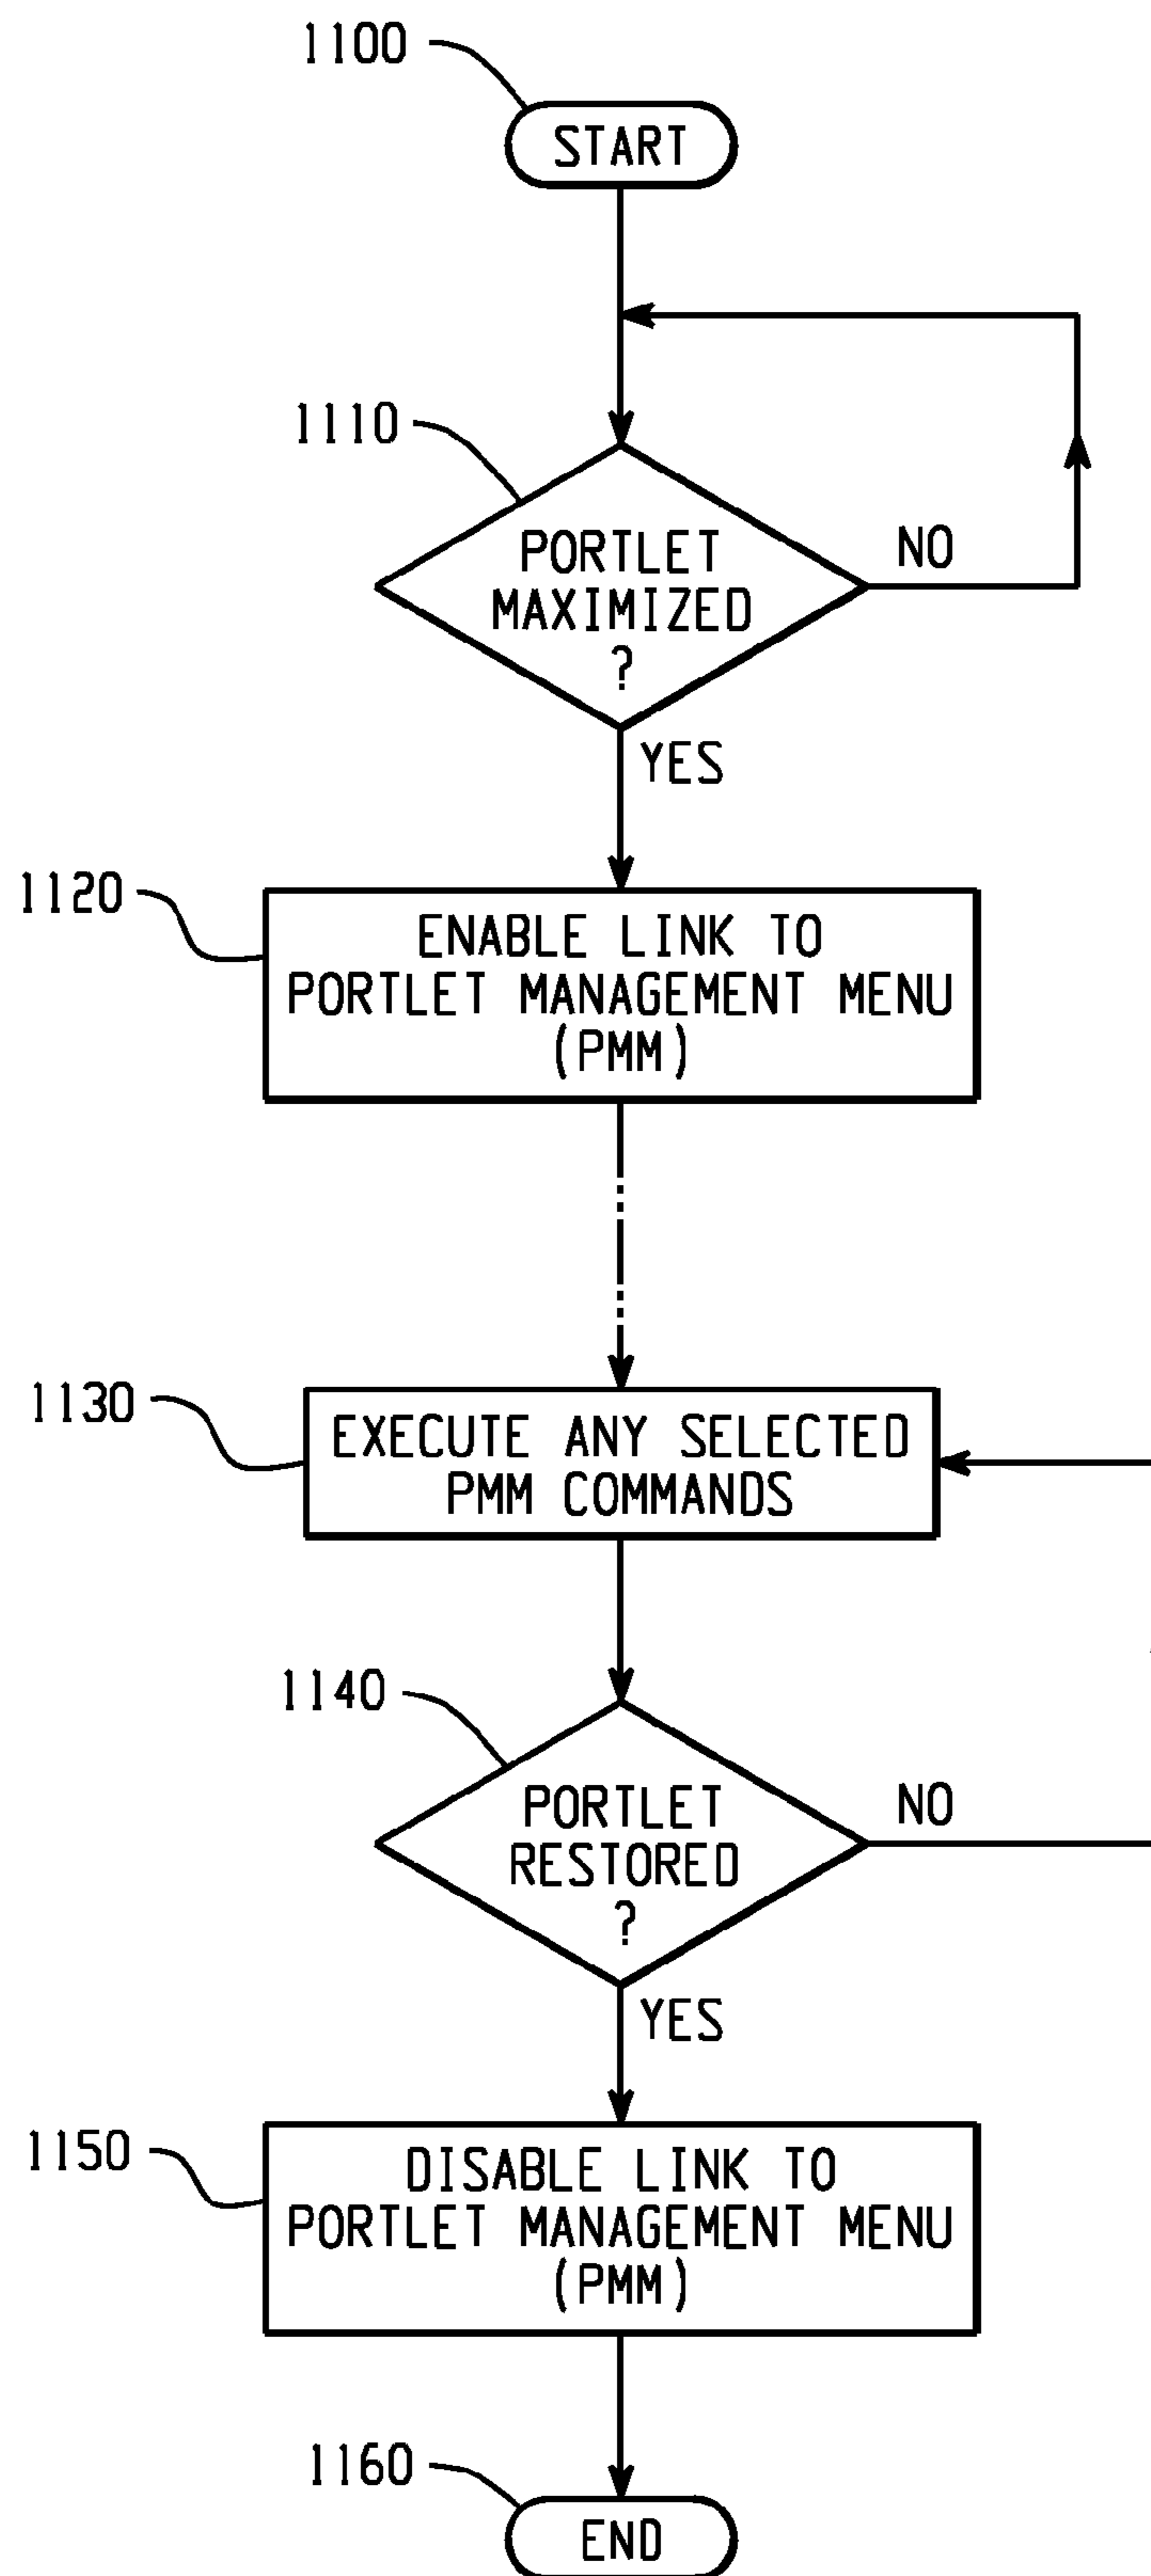 1100
START
1110
PORTLET
MAXIMIZED
?
NO
YES
1120
ENABLE LINK TO
PORTLET MANAGEMENT MENU
(PMM)
1130
EXECUTE ANY SELECTED
PMM COMMANDS
1140
PORTLET
RESTORED
?
NO
YES
1150
DISABLE LINK TO
PORTLET MANAGEMENT MENU
(PMM)
1160
END